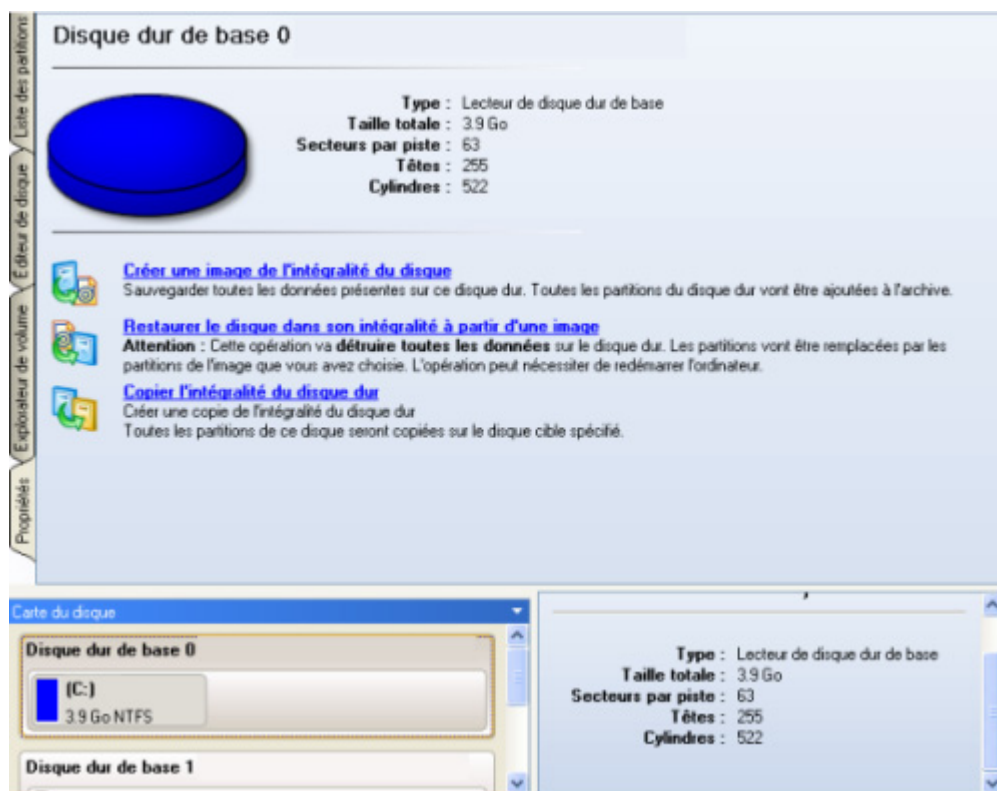 Liste des partitions
Éditeur de disque
Explorateur de volume
Propriétés
Disque dur de base 0
Type : Lecteur de disque dur de base
Taille totale : 3.9 Go
Secteurs par piste : 63
Têtes : 255
Cylindres : 522
Créer une image de l'intégralité du disque
Sauvegarder toutes les données présentes sur ce disque dur. Toutes les partitions du disque dur vont être ajoutées à l'archive.
Restaurer le disque dans son intégralité à partir d'une image
Attention : Cette opération va détruire toutes les données sur le disque dur. Les partitions vont être remplacées par les
partitions de l'image que vous avez choisie. L'opération peut nécessiter de redémarrer l'ordinateur.
Copier l'intégralité du disque dur
Créer une copie de l'intégralité du disque dur
Toutes les partitions de ce disque seront copiées sur le disque cible spécifié.
Carte du disque
Disque dur de base 0
(C:)
3.9 Go NTFS
Disque dur de base 1
Type : Lecteur de disque dur de base
Taille totale : 3.9 Go
Secteurs par piste : 63
Têtes : 255
Cylindres : 522